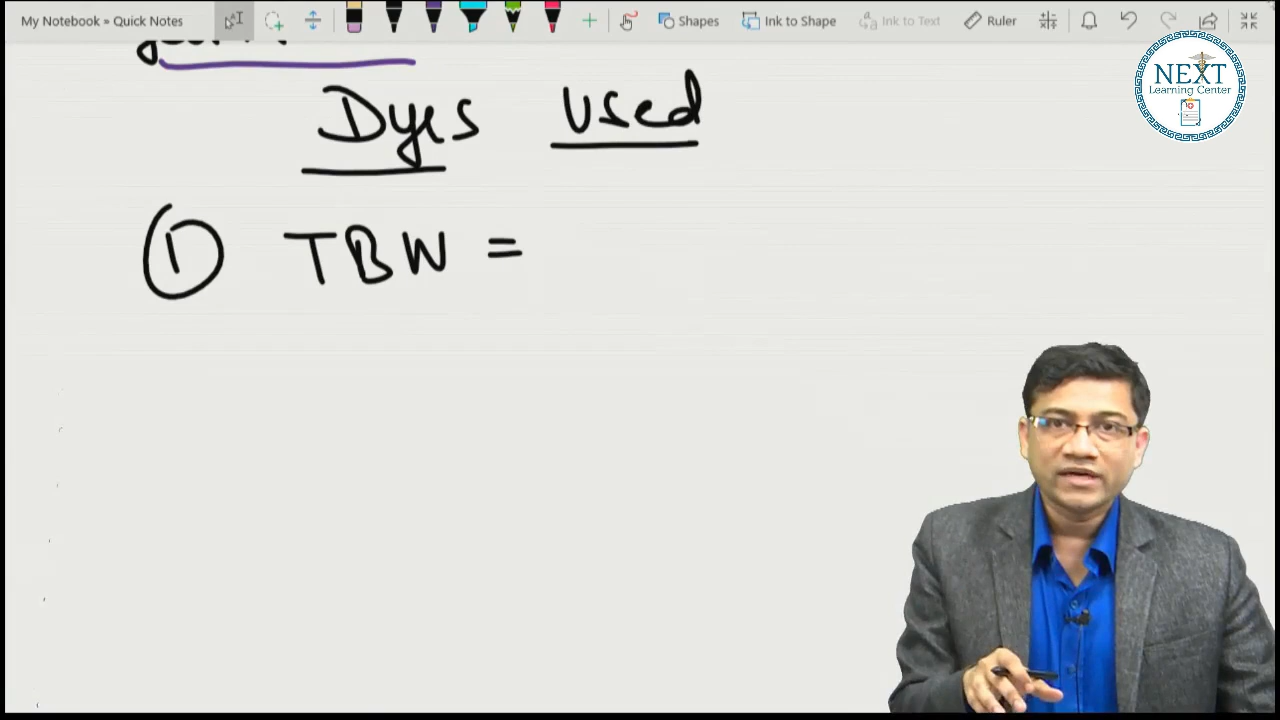 My Notebook » Quick Notes
Shapes
Ink to Shape
Ink to Text
Ruler
NEXT
Learning Center
Dyes Used
① TBW =